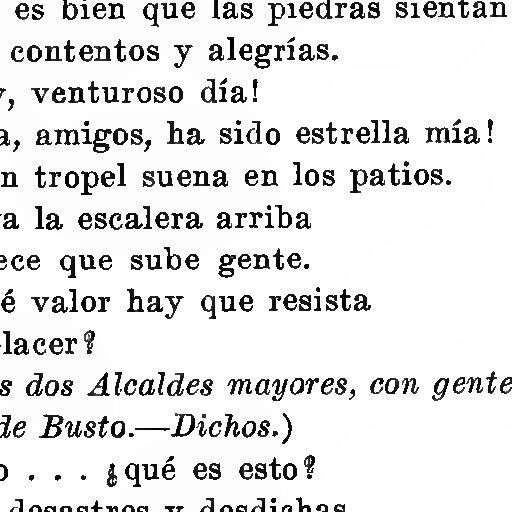 es bien que las piedras sientan
contentos y alegrías.
, venturoso día!
a, amigos, ha sido estrella mía!
n tropel suena en los patios.
a la escalera arriba
ece que sube gente.
é valor hay que resista
lacer?
s dos Alcaldes mayores, con gente
de Busto.—Dichos.)
o . . . ¿qué es esto?
desastros y desdichas